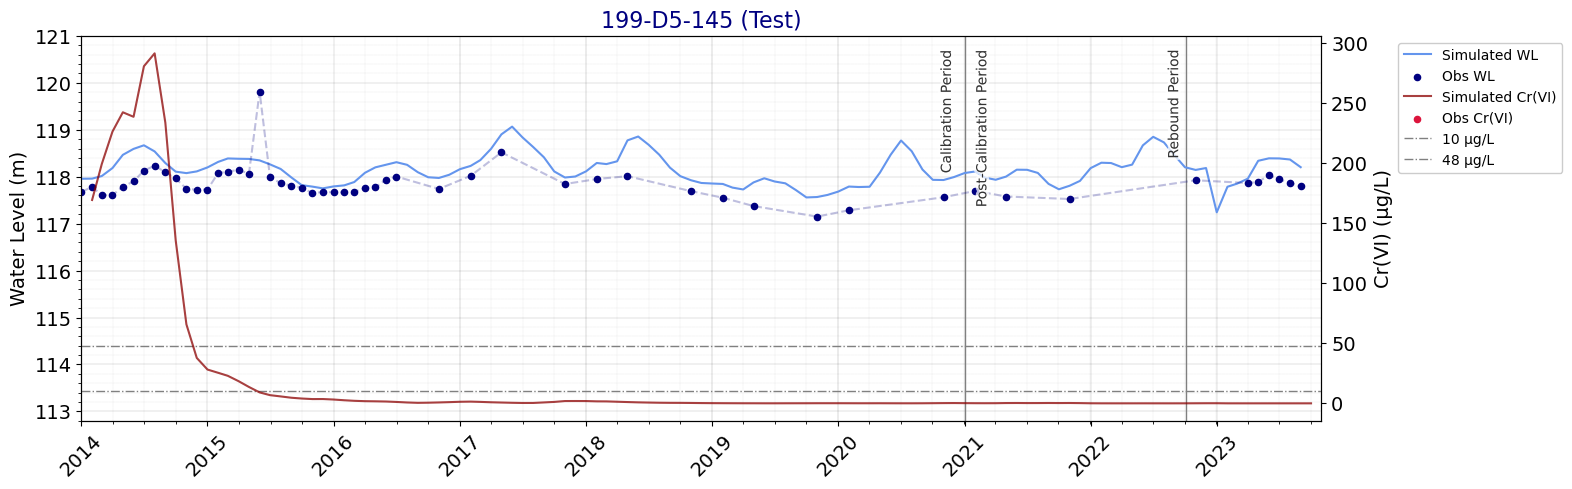 199-D5-145 (Test)
Water Level (m)
121
120
119
118
117
116
115
114
113
2014
2015
2016
2017
2018
2019
2020
2021
2022
2023
Calibration Period
Post-Calibration Period
Rebound Period
300
250
200
150
100
50
0
Cr(VI) (µg/L)
Simulated WL
Obs WL
Simulated Cr(VI)
Obs Cr(VI)
10 µg/L
48 µg/L